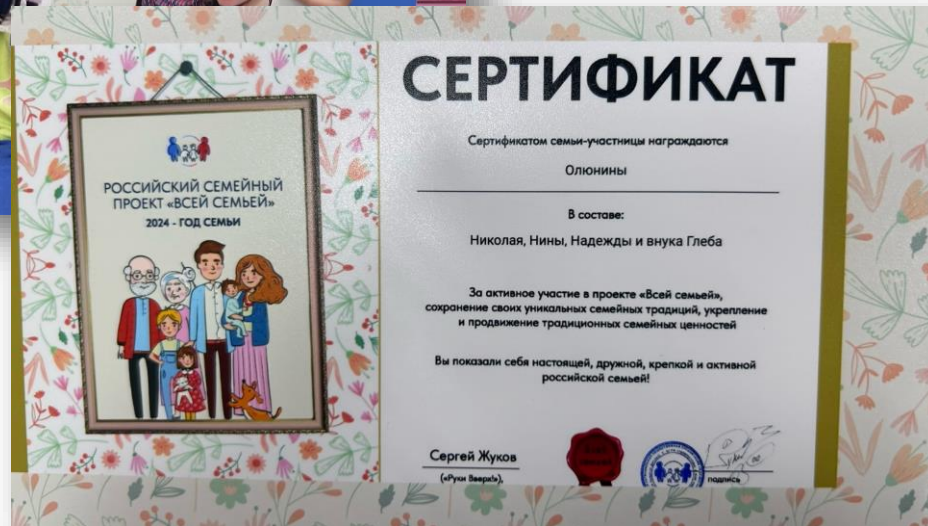 РОССИЙСКИЙ СЕМЕЙНЫЙ
ПРОЕКТ «ВСЕЙ СЕМЬЕЙ»
2024 - ГОД СЕМЬИ
СЕРТИФИКАТ
Сертификатом семьи-участницы награждаются
Олюнины
В составе:
Николая, Нины, Надежды и внука Глеба
За активное участие в проекте «Всей семьей»,
сохранение своих уникальных семейных традиций, укрепление
и продвижение традиционных семейных ценностей
Вы показали себя настоящей, дружной, крепкой и активной
российской семьей!
Сергей Жуков
(«Руки Вверх!»),
подпись